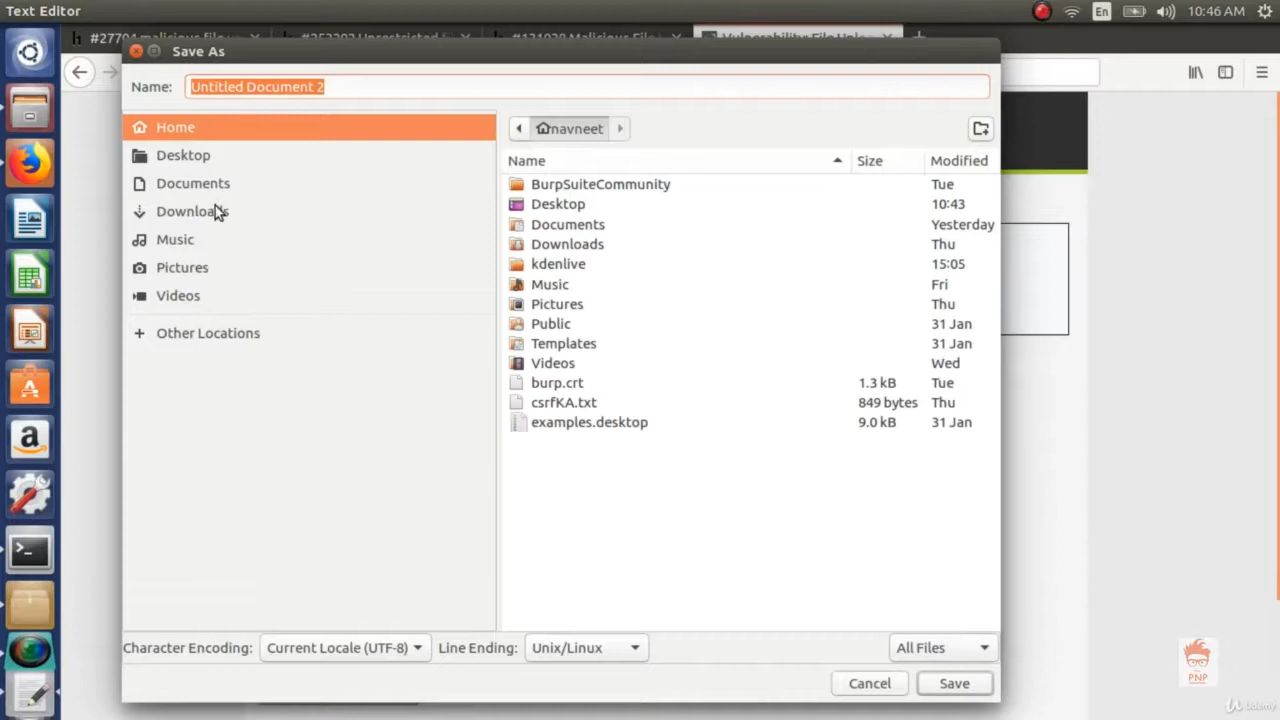 Text Editor
En
10:46 AM
Save As
Name:
Untitled Document 2
Home
Desktop
Documents
Downloads
Music
Pictures
Videos
Other Locations
navneet
Name
Size
Modified
BurpSuiteCommunity Tue
Desktop 10:43
Documents Yesterday
Downloads Thu
kdenlive 15:05
Music Fri
Pictures Thu
Public 31 Jan
Templates 31 Jan
Videos Wed
burp.crt 1.3 kB Tue
csrfKA.txt 849 bytes Thu
examples.desktop 9.0 kB 31 Jan
Character Encoding: Current Locale (UTF-8) Line Ending: Unix/Linux All Files
Cancel Save
PNP
Udemy